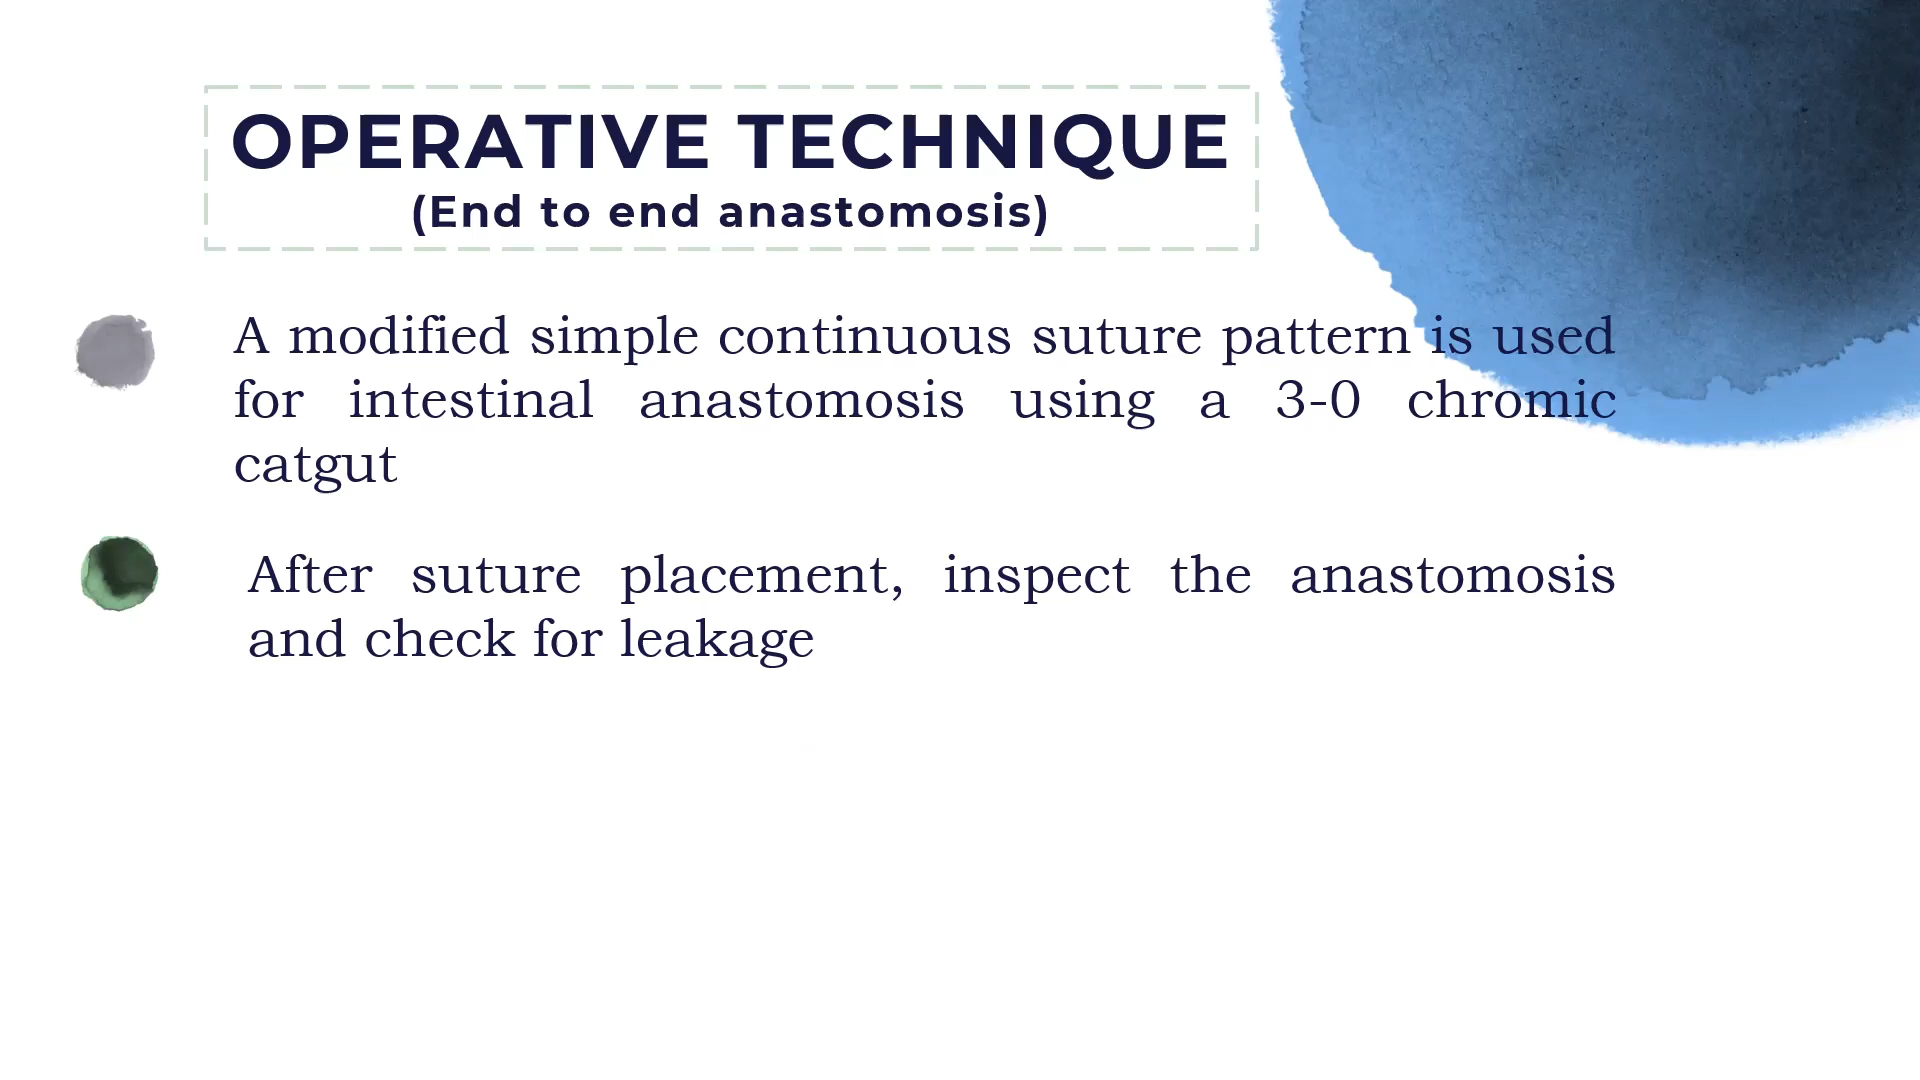 OPERATIVE TECHNIQUE
(End to end anastomosis)
A modified simple continuous suture pattern is used
for intestinal anastomosis using a 3-0 chromic
catgut
After suture placement, inspect the anastomosis
and check for leakage